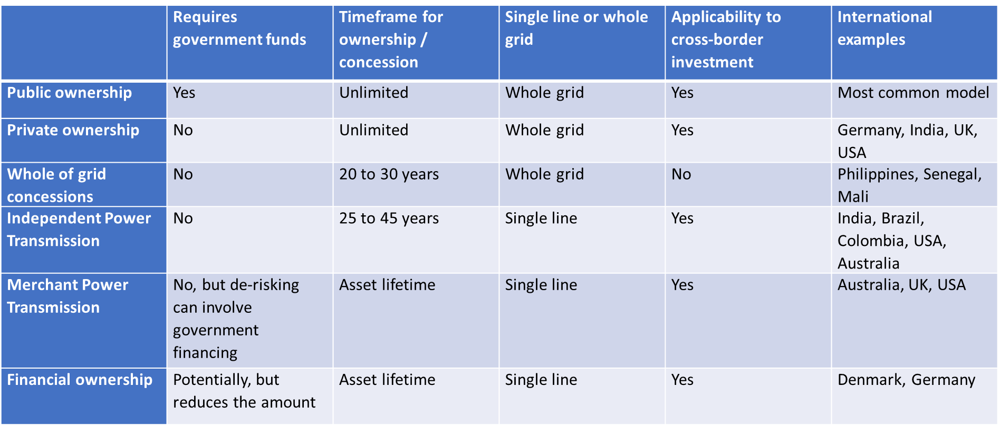 Requires
government funds
Timeframe for
ownership /
concession
Single line or whole
grid
Applicability to
cross-border
investment
International
examples
Public ownership
Yes
Unlimited
Whole grid
Yes
Most common model
Private ownership
No
Unlimited
Whole grid
Yes
Germany, India, UK,
USA
Whole of grid
concessions
No
20 to 30 years
Whole grid
No
Philippines, Senegal,
Mali
Independent Power
Transmission
No
25 to 45 years
Single line
Yes
India, Brazil,
Colombia, USA,
Australia
Merchant Power
Transmission
No, but de-risking
can involve
government
financing
Asset lifetime
Single line
Yes
Australia, UK, USA
Financial ownership
Potentially, but
reduces the amount
Asset lifetime
Single line
Yes
Denmark, Germany